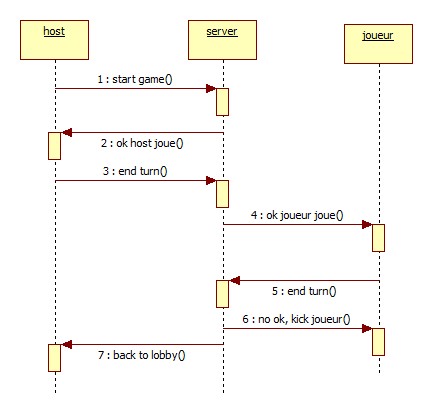 host
server
joueur
1 : start game()
2 : ok host joue()
3 : end turn()
4 : ok joueur joue()
5 : end turn()
6 : no ok, kick joueur()
7 : back to lobby()